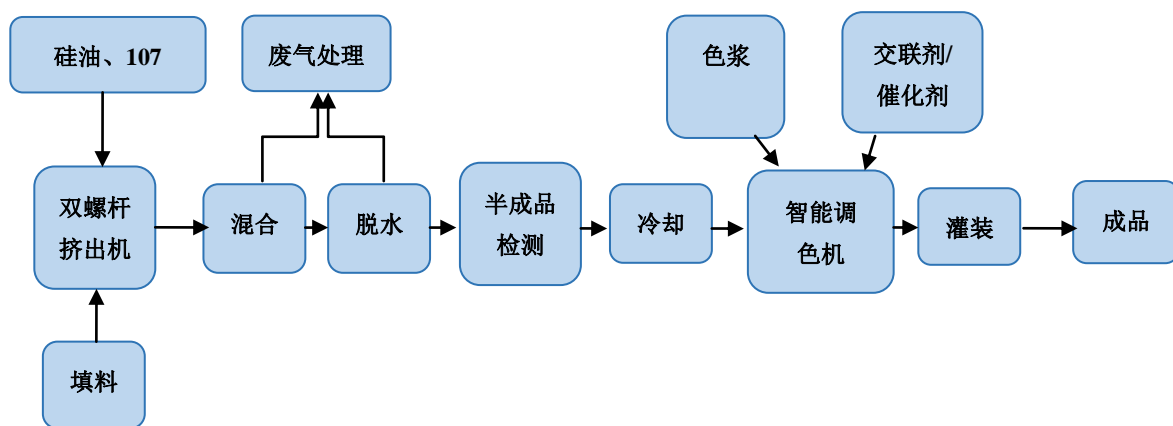 硅油、107
废气处理
色浆
交联剂/
催化剂
双螺杆
挤出机
混合
脱水
半成品
检测
冷却
智能调
色机
灌装
成品
填料